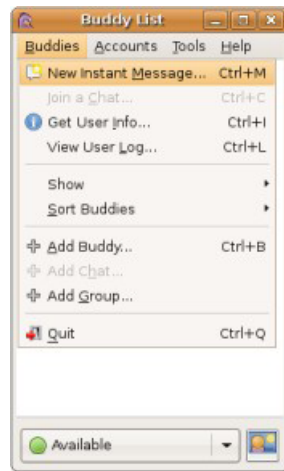 Buddy List
Buddies Accounts Tools Help
New Instant Message... Ctrl+M
Join a Chat... Ctrl+C
Get User Info... Ctrl+I
View User Log... Ctrl+L
Show
Sort Buddies
Add Buddy... Ctrl+B
Add Chat...
Add Group...
Quit Ctrl+Q
Available